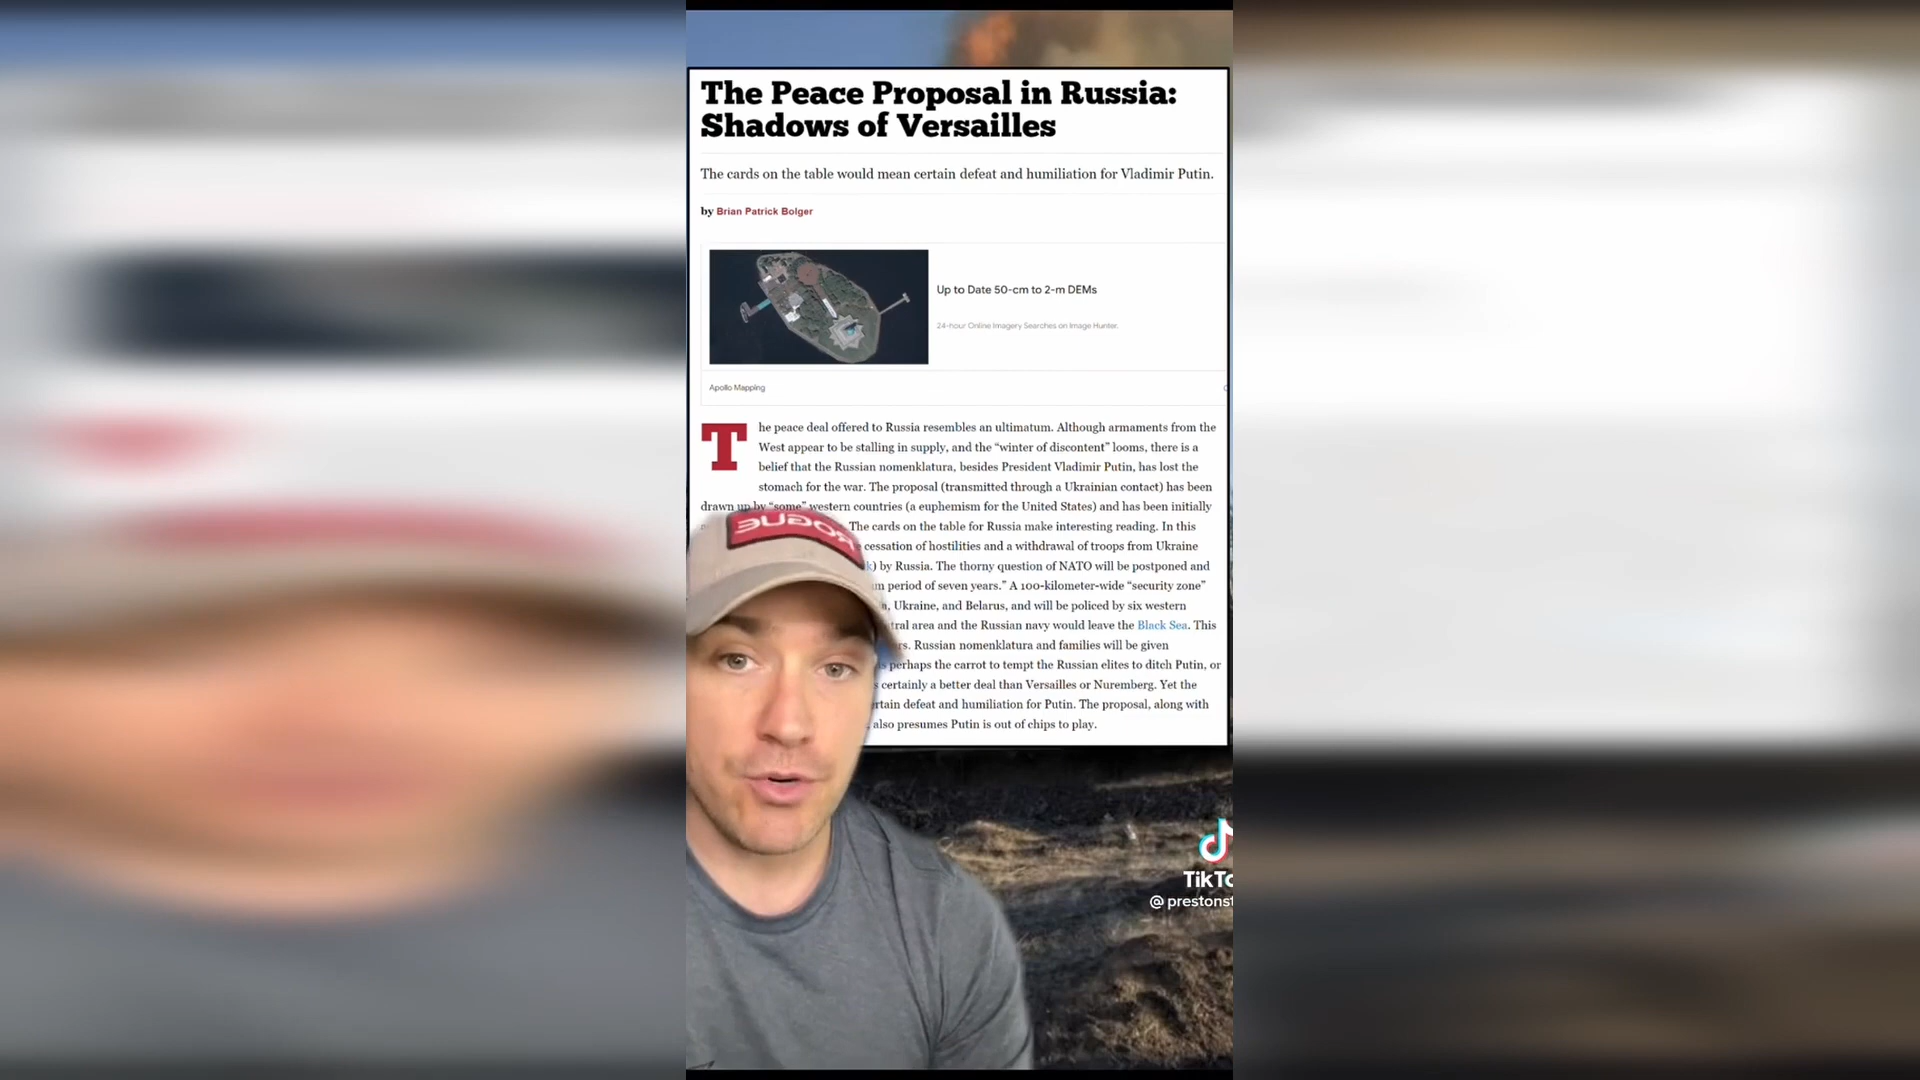 The Peace Proposal in Russia:
Shadows of Versailles
The cards on the table would mean certain defeat and humiliation for Vladimir Putin.
by Brian Patrick Bolger
Up to Date 50-cm to 2-m DEMs
24-hour Online Imagery Searches on Image Hunter.
Apollo Mapping
The peace deal offered to Russia resembles an ultimatum. Although armaments from the
West appear to be stalling in supply, and the “winter of discontent” looms, there is a
belief that the Russian nomenklatura, besides President Vladimir Putin, has lost the
stomach for the war. The proposal (transmitted through a Ukrainian contact) has been
drawn up by “some” western countries (a euphemism for the United States) and has been initially
The cards on the table for Russia make interesting reading. In this
cessation of hostilities and a withdrawal of troops from Ukraine
) by Russia. The thorny question of NATO will be postponed and
period of seven years.” A 100-kilometer-wide “security zone”
Ukraine, and Belarus, and will be policed by six western
area and the Russian navy would leave the Black Sea. This
Russian nomenklatura and families will be given
perhaps the carrot to tempt the Russian elites to ditch Putin, or
certainly a better deal than Versailles or Nuremberg. Yet the
defeat and humiliation for Putin. The proposal, along with
also presumes Putin is out of chips to play.
ROGUE
TikTo
@prestonst